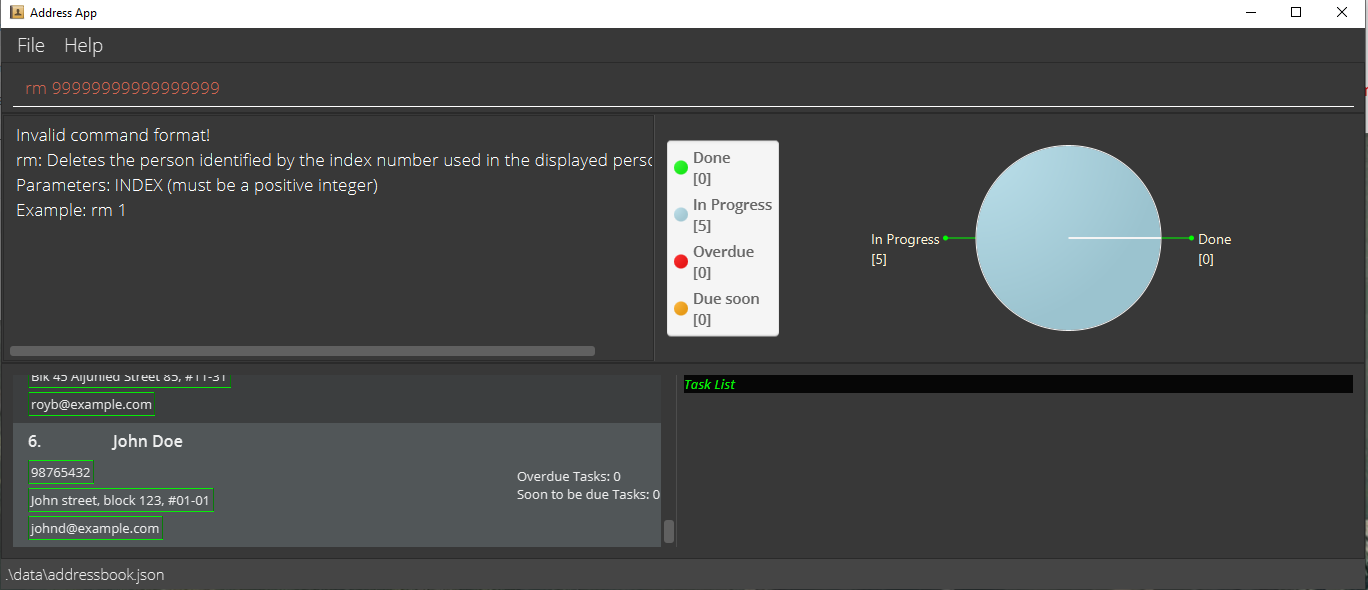 Address App
File Help
rm 99999999999999999
Invalid command format!
rm: Deletes the person identified by the index number used in the displayed perso
Parameters: INDEX (must be a positive integer)
Example: rm 1
Done
[0]
In Progress
[5]
Overdue
[0]
Due soon
[0]
In Progress
[5]
Done
[0]
Blk 45 Aljunied Street 85, #11-31
royb@example.com
6. John Doe
98765432
John street, block 123, #01-01
johnd@example.com
Overdue Tasks: 0
Soon to be due Tasks: 0
Task List
.\data\addressbook.json